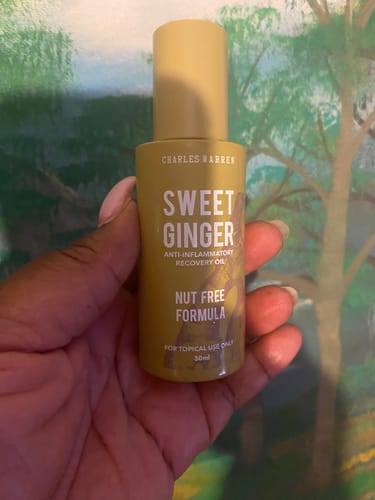 CHARLES WARREN
SWEET
GINGER
ANTI-INFLAMMATORY
RECOVERY OIL
NUT FREE
FORMULA
FOR TOPICAL USE ONLY
30ml